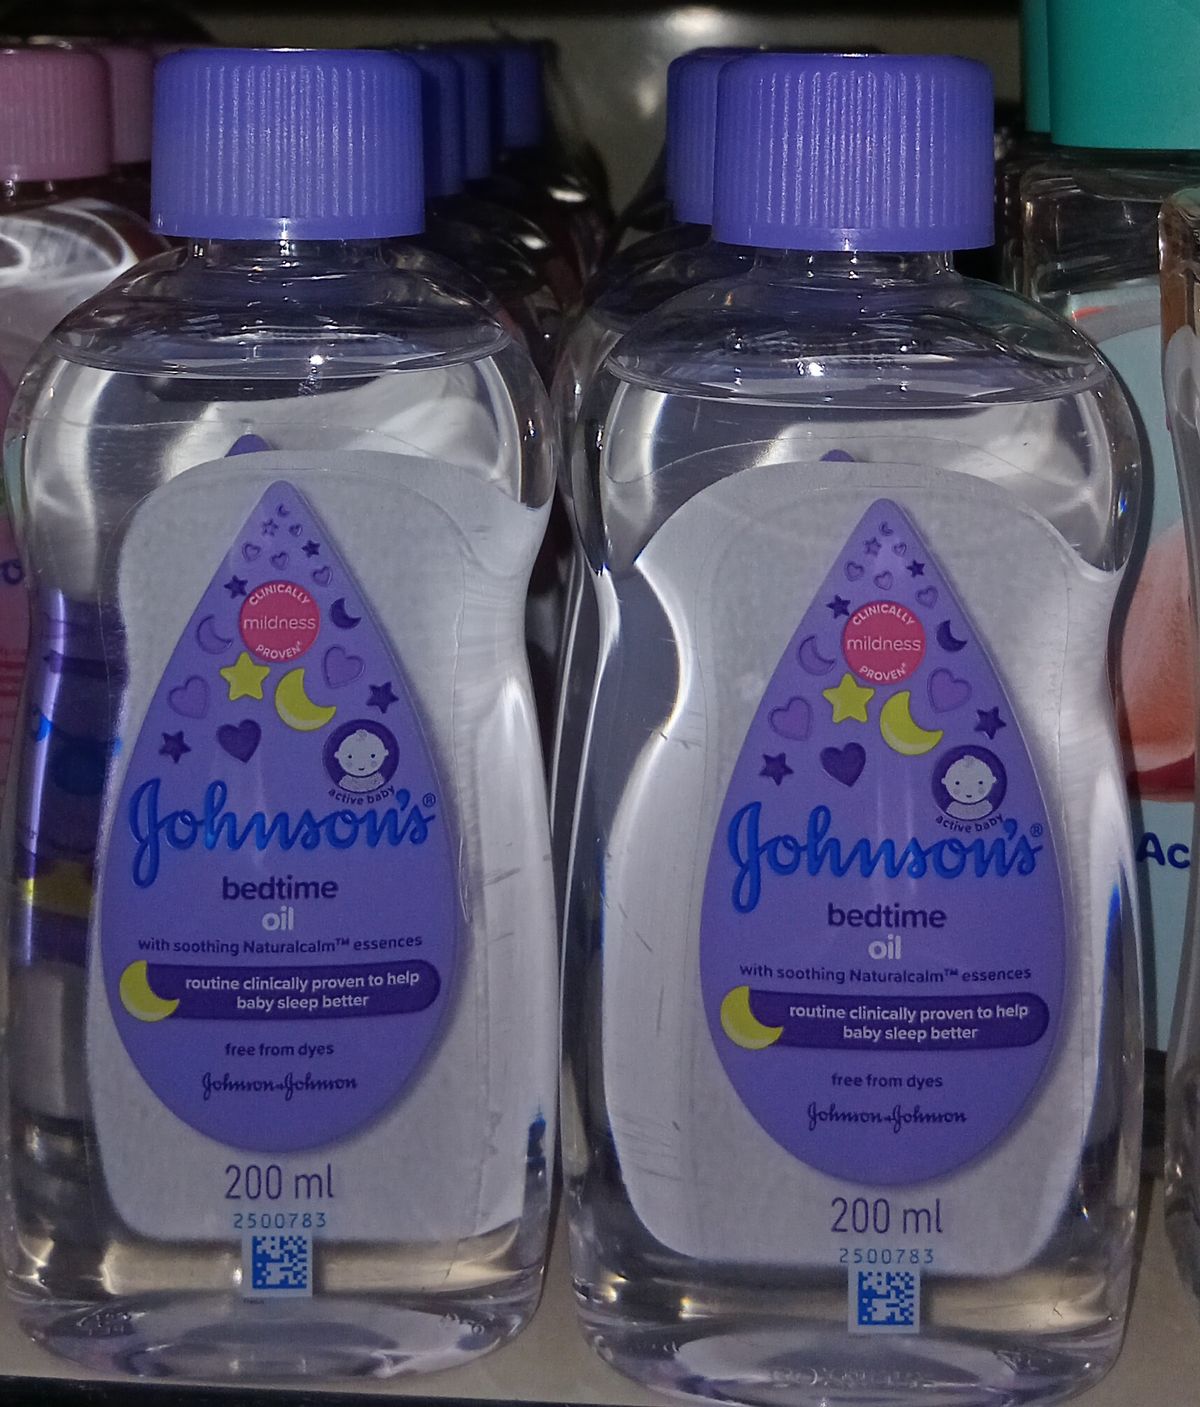 CLINICALLY
mildness
PROVEN®
active baby
Johnson's®
bedtime
oil
with soothing Naturalcalm™ essences
routine clinically proven to help
baby sleep better
free from dyes
Johnson & Johnson
200 ml
2500783
CLINICALLY
mildness
PROVEN®
active baby
Johnson's®
bedtime
oil
with soothing Naturalcalm™ essences
routine clinically proven to help
baby sleep better
free from dyes
Johnson & Johnson
200 ml
2500783
Ac